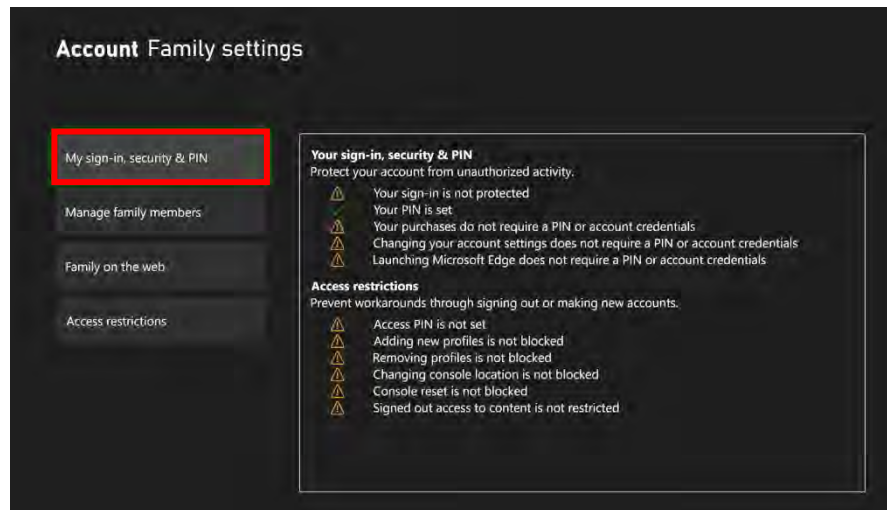 Account Family settings
My sign-in, security & PIN
Manage family members
Family on the web
Access restrictions
Your sign-in, security & PIN
Protect your account from unauthorized activity.
Your sign-in is not protected
Your PIN is set
Your purchases do not require a PIN or account credentials
Changing your account settings does not require a PIN or account credentials
Launching Microsoft Edge does not require a PIN or account credentials
Access restrictions
Prevent workarounds through signing out or making new accounts.
Access PIN is not set
Adding new profiles is not blocked
Removing profiles is not blocked
Changing console location is not blocked
Console reset is not blocked
Signed out access to content is not restricted